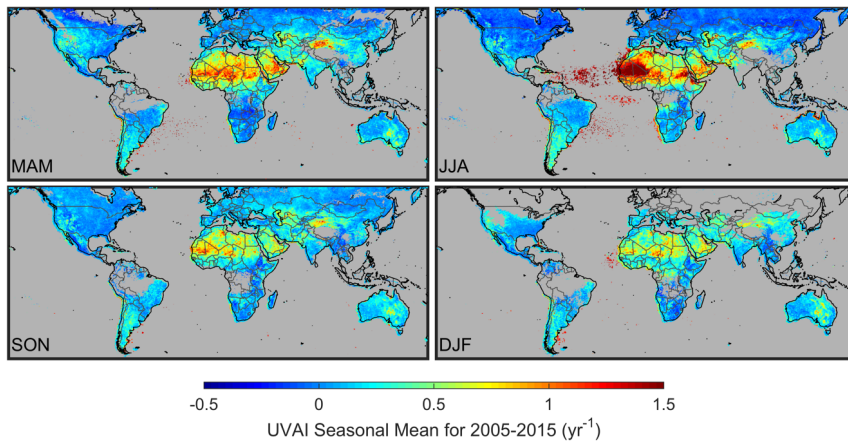 MAM
JJA
SON
DJF
-0.5 0 0.5 1 1.5
UVAI Seasonal Mean for 2005-2015 (yr⁻¹)